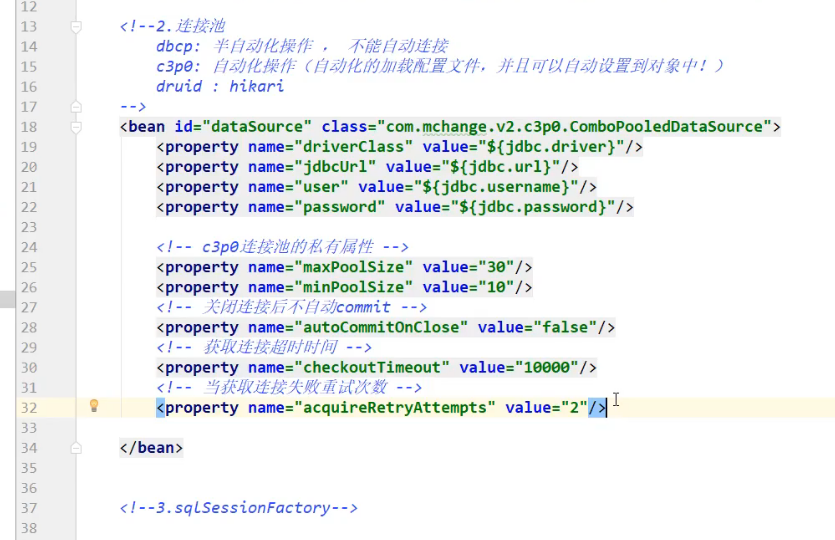 12
13 <!--2.连接池
14 dbcp: 半自动化操作 ， 不能自动连接
15 c3p0: 自动化操作（自动化的加载配置文件，并且可以自动设置到对象中！）
16 druid : hikari
17 -->
18 <bean id="dataSource" class="com.mchange.v2.c3p0.ComboPooledDataSource">
19 <property name="driverClass" value="${jdbc.driver}"/>
20 <property name="jdbcUrl" value="${jdbc.url}"/>
21 <property name="user" value="${jdbc.username}"/>
22 <property name="password" value="${jdbc.password}"/>
23
24 <!-- c3p0连接池的私有属性 -->
25 <property name="maxPoolSize" value="30"/>
26 <property name="minPoolSize" value="10"/>
27 <!-- 关闭连接后不自动commit -->
28 <property name="autoCommitOnClose" value="false"/>
29 <!-- 获取连接超时时间 -->
30 <property name="checkoutTimeout" value="10000"/>
31 <!-- 当获取连接失败重试次数 -->
32 <property name="acquireRetryAttempts" value="2"/>
33
34 </bean>
35
36
37 <!--3.sqlSessionFactory-->
38